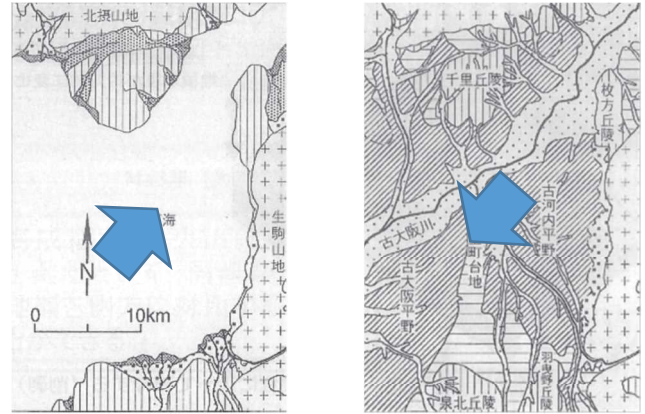 北摂山地
海
生駒山地
N
0 10km
千里丘陵
枚方丘陵
古河内平野
古大阪川
町台地
古大阪平野
羽曳野丘陵
泉北丘陵